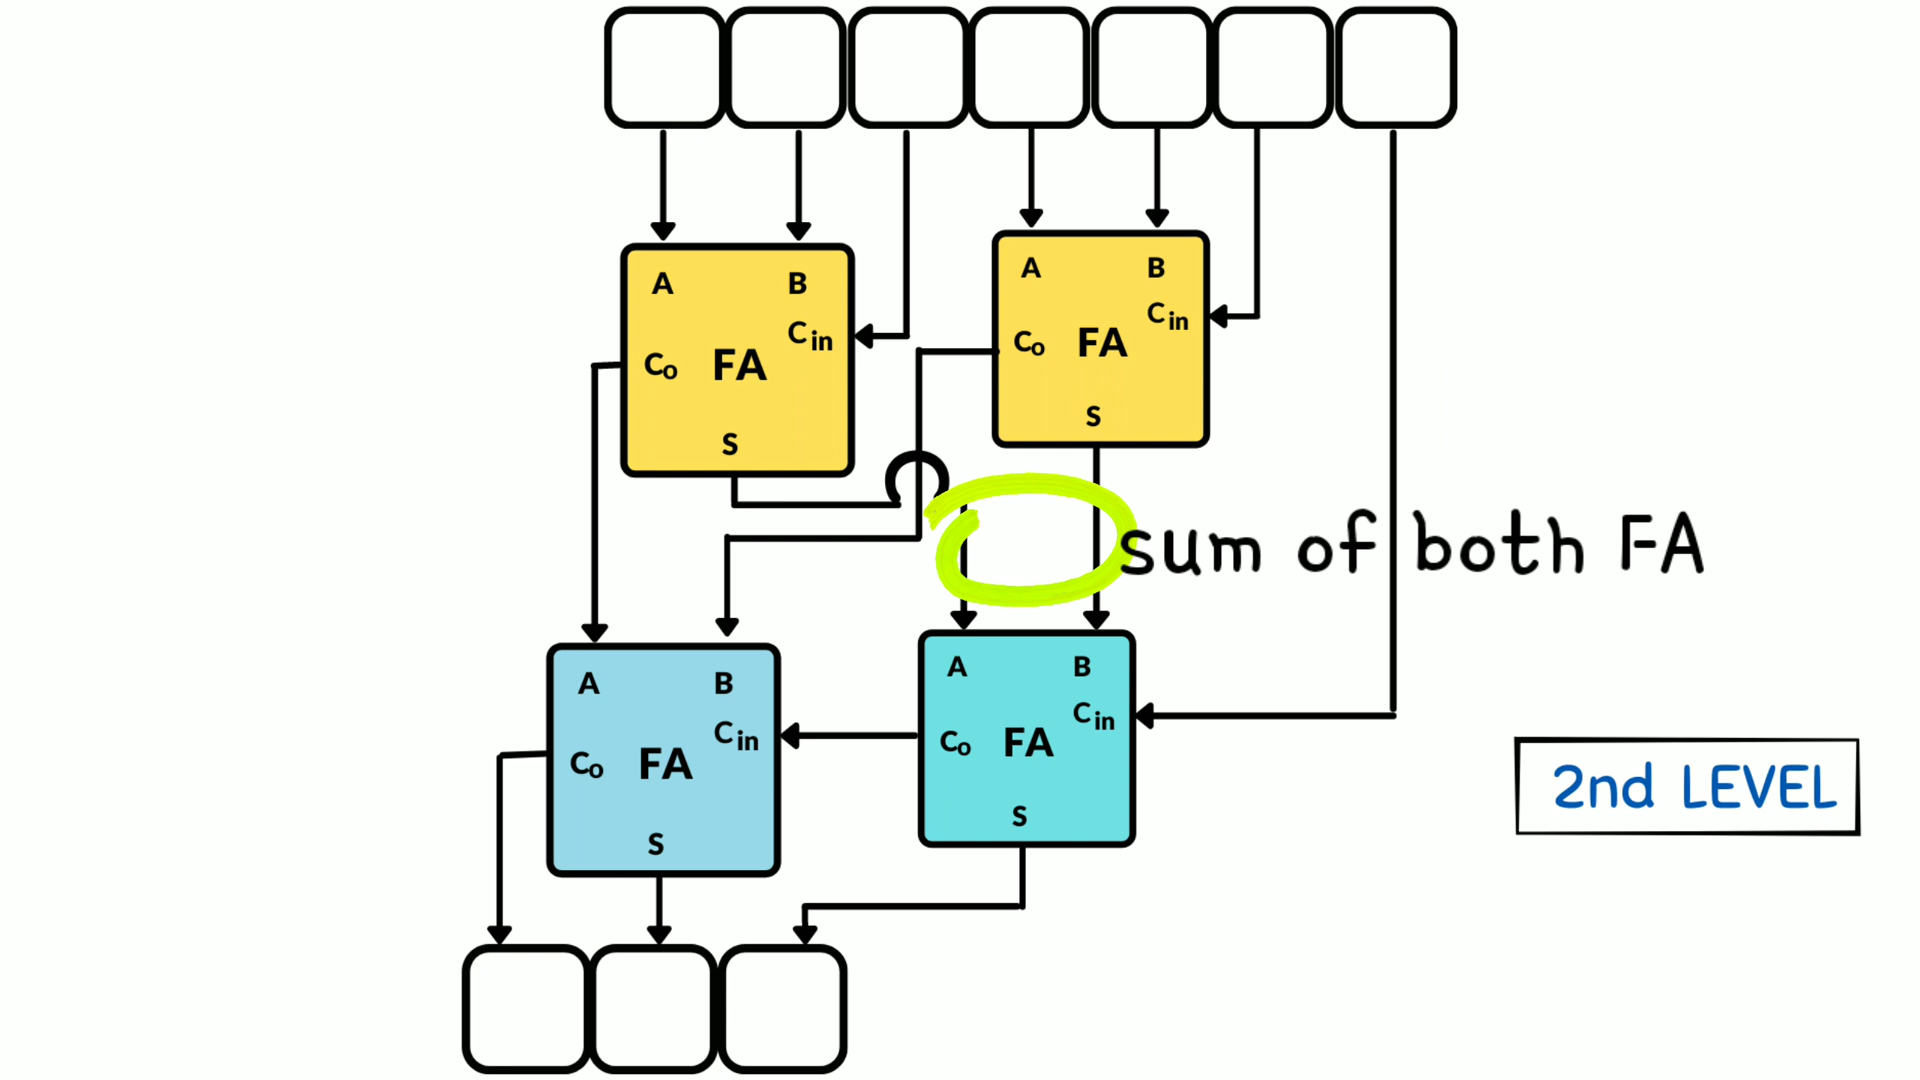 A B
Cin
Co FA
S
A B
Cin
Co FA
S
sum of both FA
A B
Cin
Co FA
S
A B
Cin
Co FA
S
2nd LEVEL